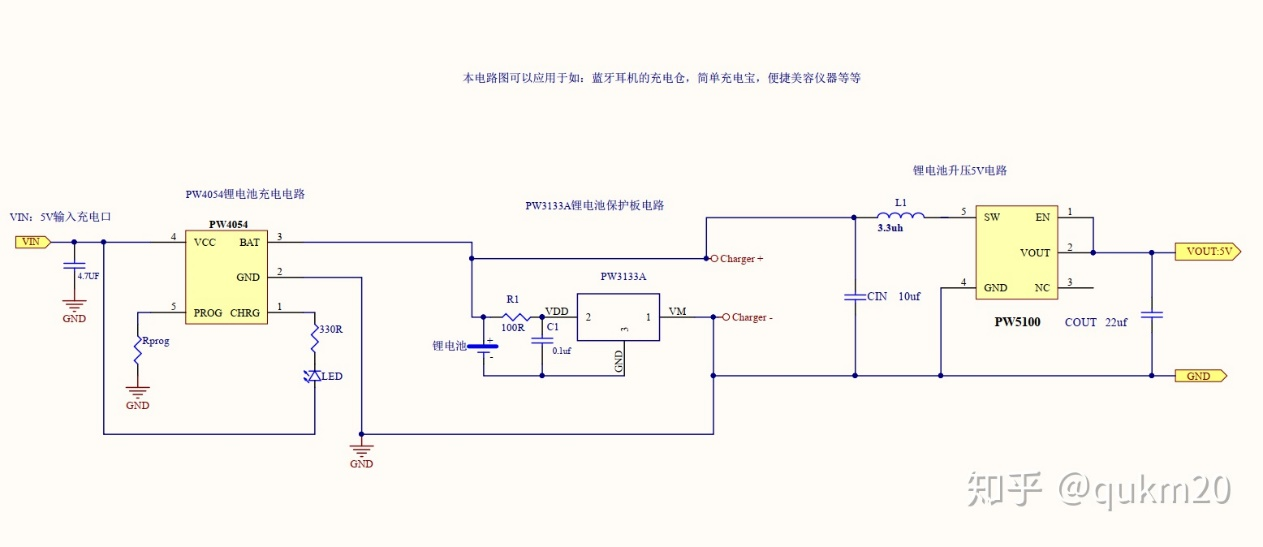 本电路图可以应用于如：蓝牙耳机的充电仓，简单充电宝，便捷美容仪器等等
锂电池升压5V电路
PW4054锂电池充电电路
PW3133A锂电池保护板电路
VIN：5V输入充电口
VIN
4.7UF
GND
PW4054
4
VCC
BAT
3
GND
2
5
PROG
CHRG
1
Rprog
GND
330R
LED
GND
PW3133A
R1
100R
VDD
C1
0.1uf
锂电池
+
-
2
1
3
GND
VM
Charger +
Charger -
L1
3.3uh
CIN
10uf
5
SW
EN
1
VOUT
2
4
GND
NC
3
PW5100
COUT
22uf
VOUT:5V
GND
知乎 @qukm20